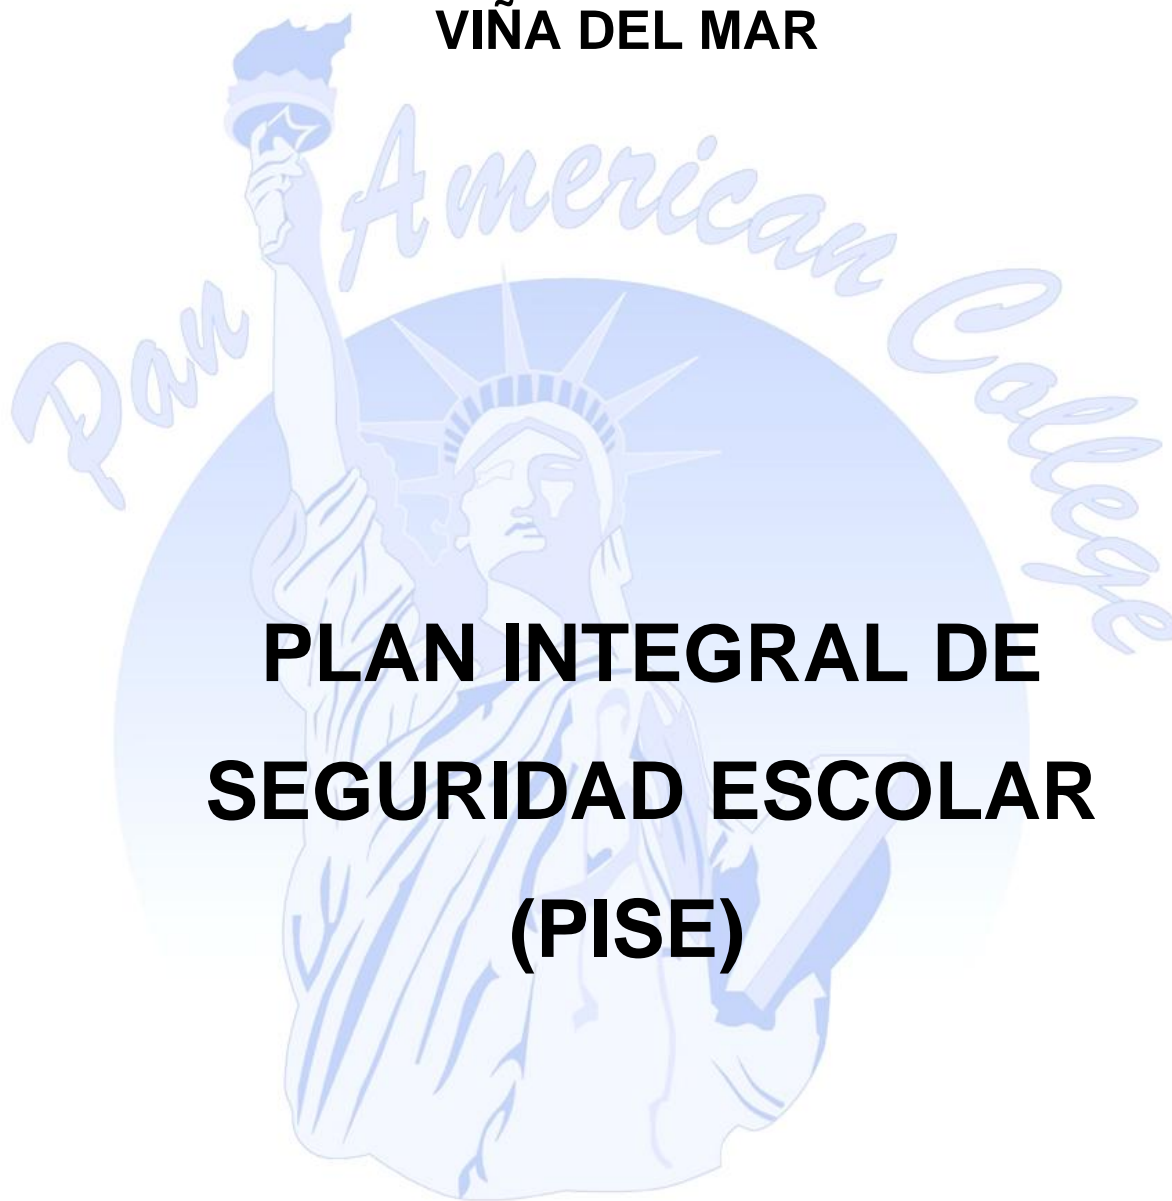 VIÑA DEL MAR
Pan American College
PLAN INTEGRAL DE
SEGURIDAD ESCOLAR
(PISE)